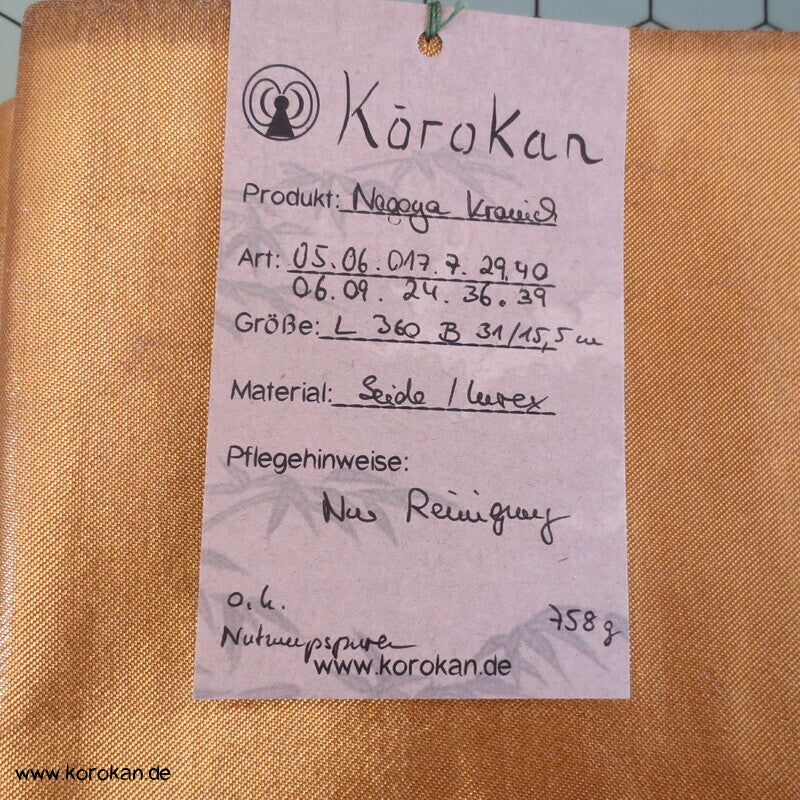 Kōrokan
Produkt: Nagoya Kranich
Art: 05.06.017.7.29.40
06.09.24.36.39
Größe: L 360 B 31/15,5 cm
Material: Seide / Lurex
Pflegehinweise:
Nur Reinigung
o.k.
758 g
Nutzungsspuren
www.korokan.de
www.korokan.de